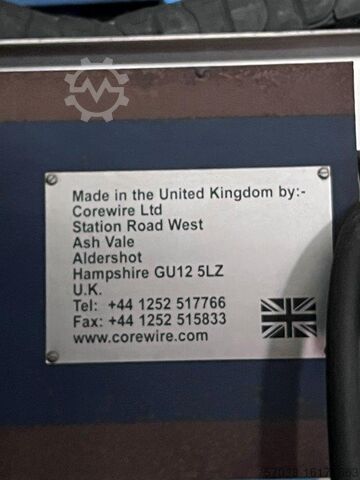 Made in the United Kingdom by:-
Corewire Ltd
Station Road West
Ash Vale
Aldershot
Hampshire GU12 5LZ
U.K.
Tel: +44 1252 517766
Fax: +44 1252 515833
www.corewire.com